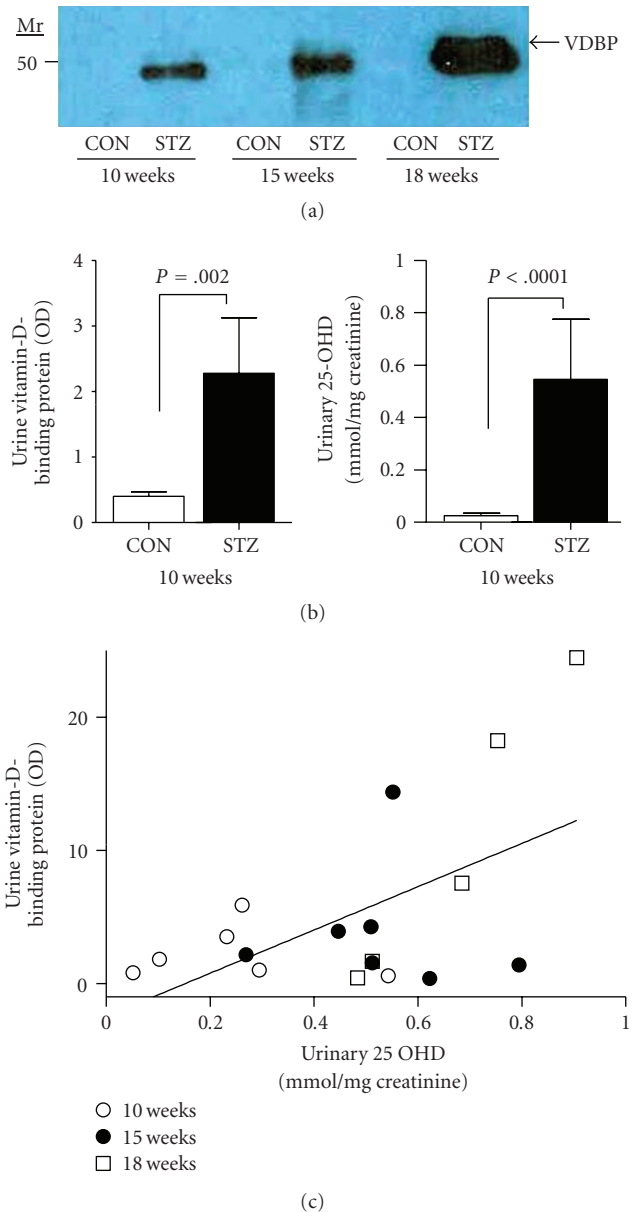 Mr
50
VDBP
CON STZ CON STZ CON STZ
10 weeks 15 weeks 18 weeks
(a)
4
3
2
1
0
Urine vitamin-D-
binding protein (OD)
P = .002
CON STZ
10 weeks
1
0.8
0.6
0.4
0.2
0
Urinary 25-OHD
(mmol/mg creatinine)
P < .0001
CON STZ
10 weeks
(b)
Urine vitamin-D-
binding protein (OD)
20
10
0
0 0.2 0.4 0.6 0.8 1
Urinary 25 OHD
(mmol/mg creatinine)
10 weeks
15 weeks
18 weeks
(c)